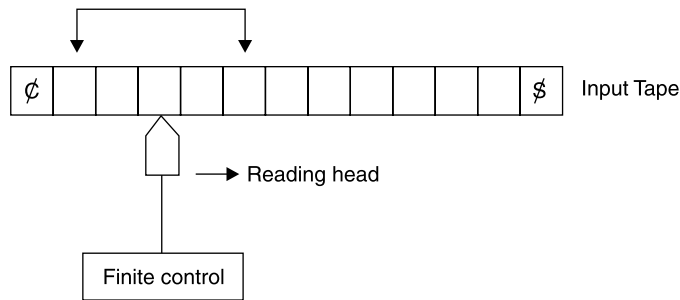 ¢ $ Input Tape
Reading head
Finite control